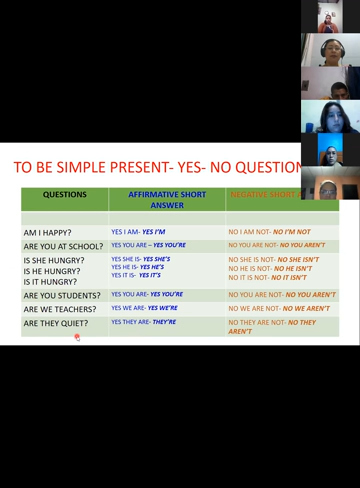 TO BE SIMPLE PRESENT- YES- NO QUESTION
QUESTIONS
AFFIRMATIVE SHORT
ANSWER
NEGATIVE SHORT
AM I HAPPY?
YES I AM- YES I'M
NO I AM NOT- NO I'M NOT
ARE YOU AT SCHOOL?
YES YOU ARE – YES YOU'RE
NO YOU ARE NOT- NO YOU AREN'T
IS SHE HUNGRY?
IS HE HUNGRY?
IS IT HUNGRY?
YES SHE IS- YES SHE'S
YES HE IS- YES HE'S
YES IT IS- YES IT'S
NO SHE IS NOT- NO SHE ISN'T
NO HE IS NOT- NO HE ISN'T
NO IT IS NOT- NO IT ISN'T
ARE YOU STUDENTS?
YES YOU ARE- YES YOU'RE
NO YOU ARE NOT- NO YOU AREN'T
ARE WE TEACHERS?
YES WE ARE- YES WE'RE
NO WE ARE NOT- NO WE AREN'T
ARE THEY QUIET?
YES THEY ARE- THEY'RE
NO THEY ARE NOT- NO THEY
AREN'T